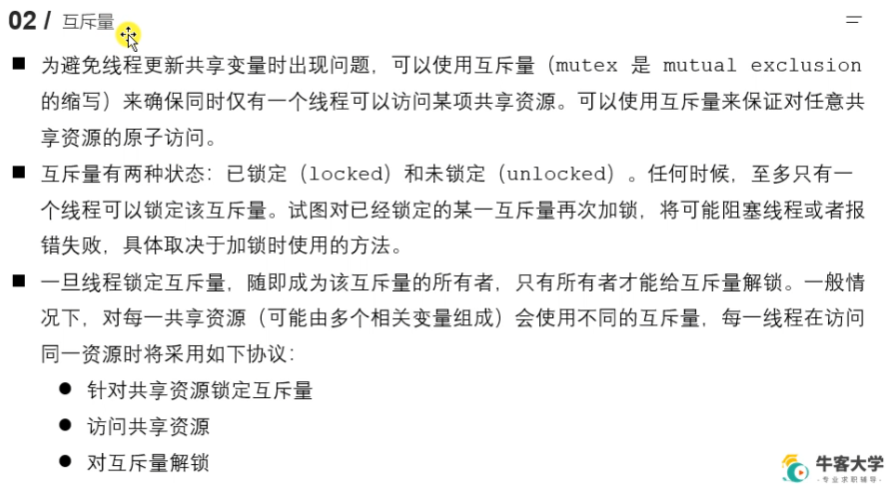 02 / 互斥量
■ 为避免线程更新共享变量时出现问题，可以使用互斥量（mutex 是 mutual exclusion
的缩写）来确保同时仅有一个线程可以访问某项共享资源。可以使用互斥量来保证对任意共
享资源的原子访问。
■ 互斥量有两种状态：已锁定（locked）和未锁定（unlocked）。任何时候，至多只有一
个线程可以锁定该互斥量。试图对已经锁定的某一互斥量再次加锁，将可能阻塞线程或者报
错失败，具体取决于加锁时使用的方法。
■ 一旦线程锁定互斥量，随即成为该互斥量的所有者，只有所有者才能给互斥量解锁。一般情
况下，对每一共享资源（可能由多个相关变量组成）会使用不同的互斥量，每一线程在访问
同一资源时将采用如下协议：
● 针对共享资源锁定互斥量
● 访问共享资源
● 对互斥量解锁
牛客大学
-专业求职辅导-